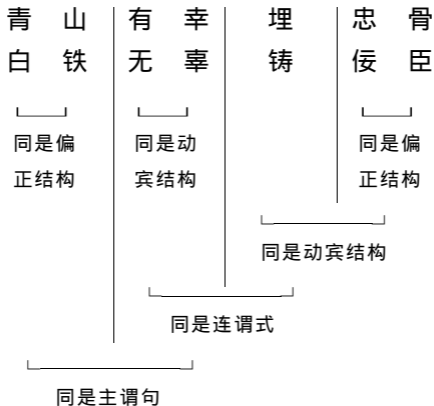 青山 有幸 埋 忠骨
白铁 无辜 铸 佞臣
同是偏 同是动 同是偏
正结构 宾结构 正结构
同是动宾结构
同是连谓式
同是主谓句